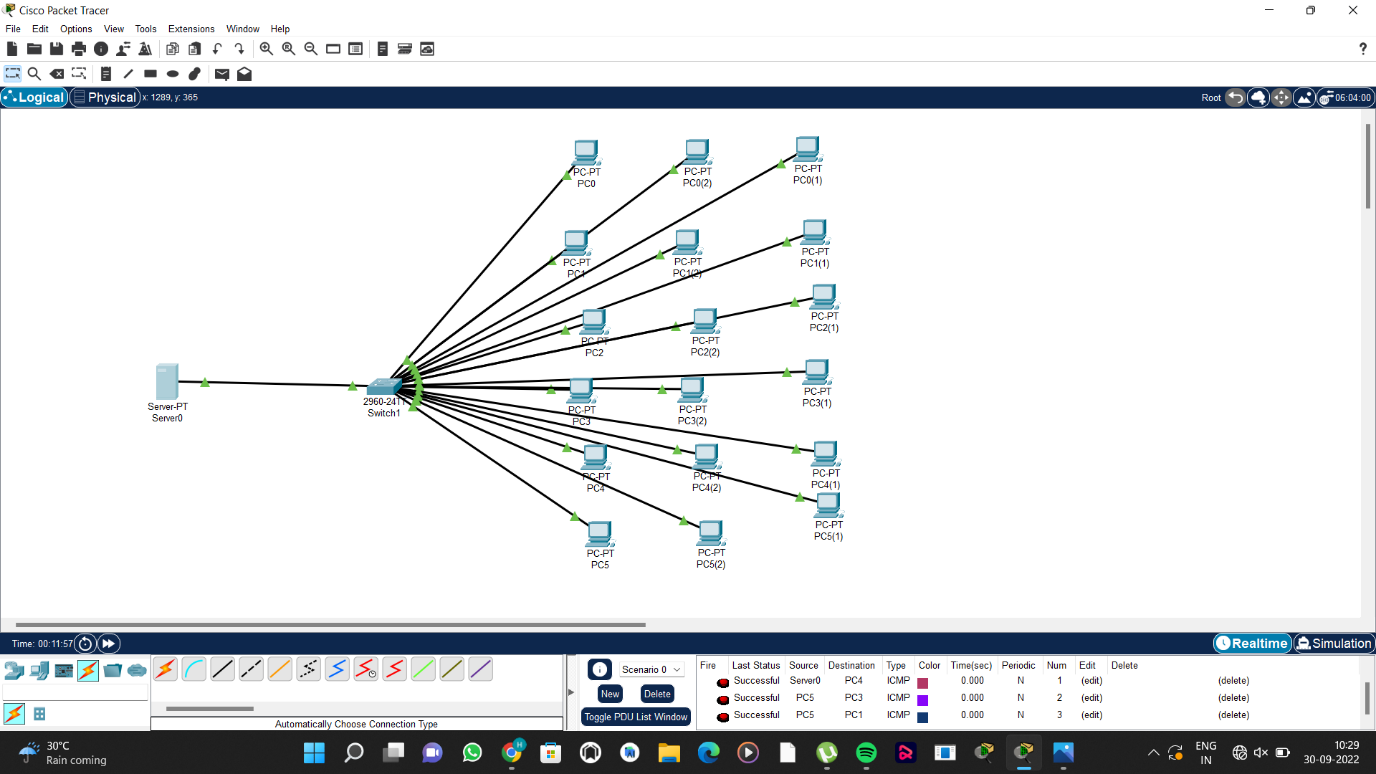 Cisco Packet Tracer
File Edit Options View Tools Extensions Window Help
?
Logical Physical x: 1289, y: 365 Root 06:04:00
PC-PT
PC0
PC-PT
PC0(2)
PC-PT
PC0(1)
PC-PT
PC1
PC-PT
PC1(2)
PC-PT
PC1(1)
PC-PT
PC2
PC-PT
PC2(2)
PC-PT
PC2(1)
Server-PT
Server0
2960-24TT
Switch1
PC-PT
PC3
PC-PT
PC3(2)
PC-PT
PC3(1)
PC-PT
PC4
PC-PT
PC4(2)
PC-PT
PC4(1)
PC-PT
PC5
PC-PT
PC5(2)
PC-PT
PC5(1)
Time: 00:11:57 Realtime Simulation
Automatically Choose Connection Type
Scenario 0
New Delete
Toggle PDU List Window
Fire Last Status Source Destination Type Color Time(sec) Periodic Num Edit Delete
Successful Server0 PC4 ICMP 0.000 N 1 (edit) (delete)
Successful PC5 PC3 ICMP 0.000 N 2 (edit) (delete)
Successful PC5 PC1 ICMP 0.000 N 3 (edit) (delete)
30°C
Rain coming
H
ENG
IN
10:29
30-09-2022